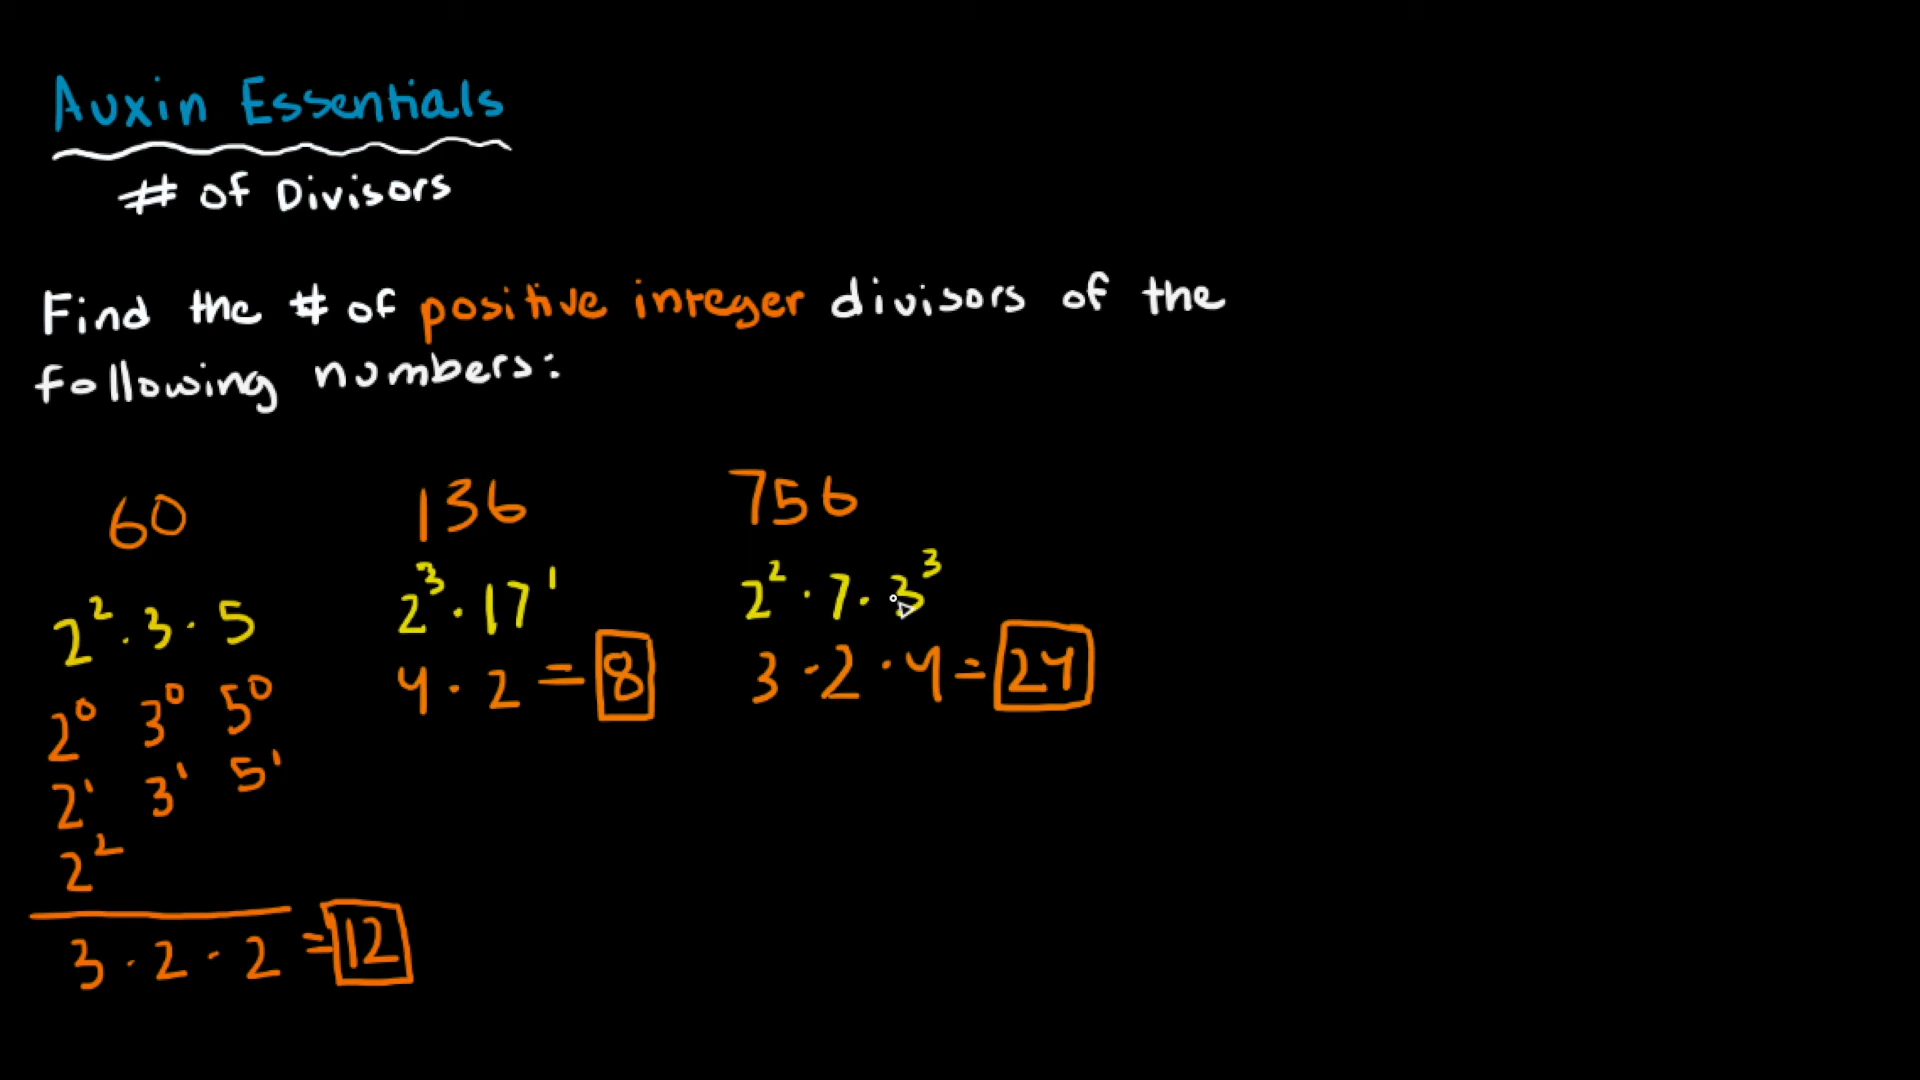 Auxin Essentials
# of Divisors
Find the # of positive integer divisors of the
following numbers:
60 136 756
2² · 3 · 5 2³ · 17¹ 2² · 7 · 3³
2⁰ 3⁰ 5⁰ 4 · 2 = 8 3 · 2 · 4 = 24
2¹ 3¹ 5¹
2²
3 · 2 · 2 = 12